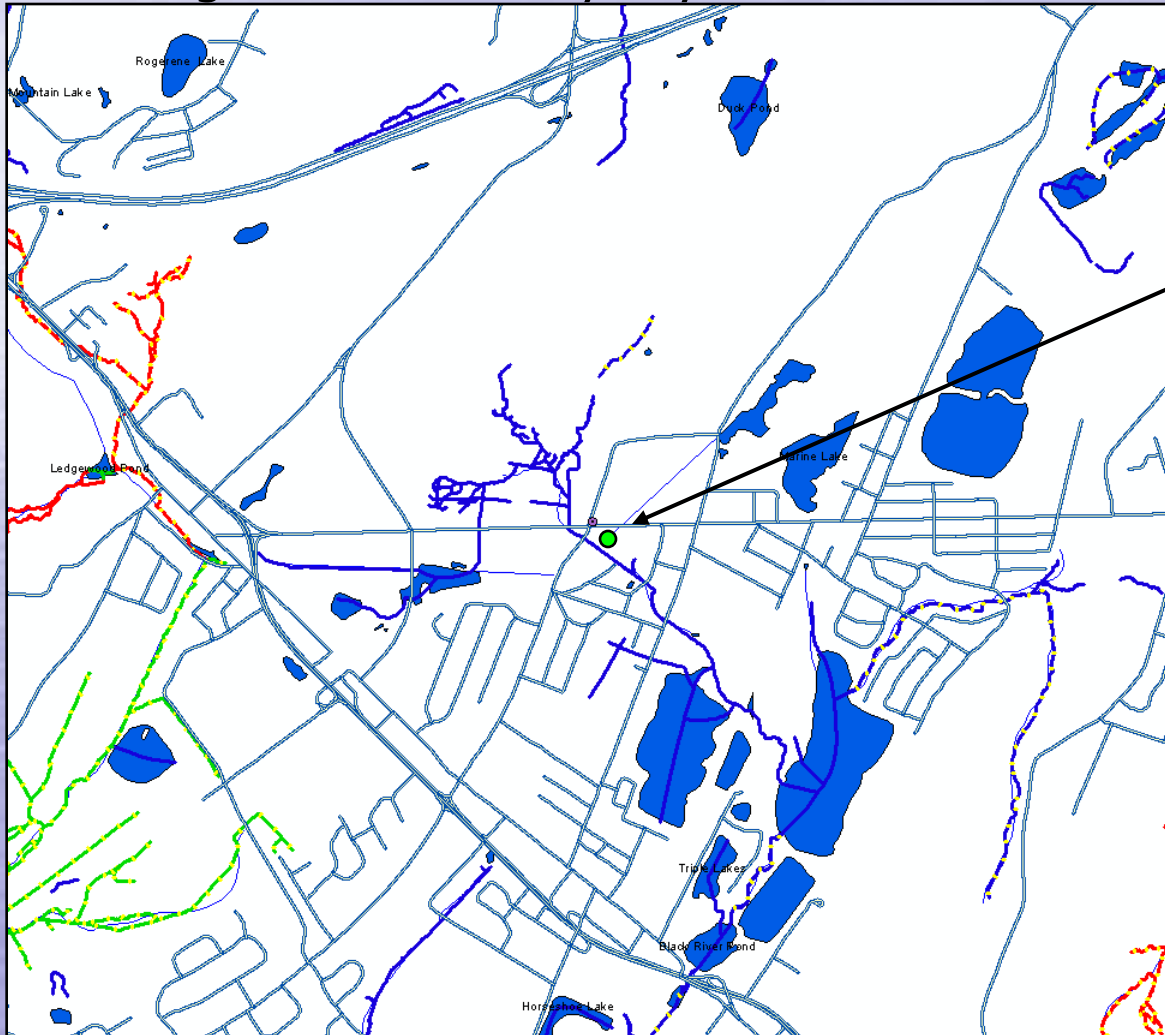 Rogerene Lake
Mountain Lake
Duck Pond
Marine Lake
Ledgewood Pond
Triple Lakes
Black River Pond
Horseshoe Lake